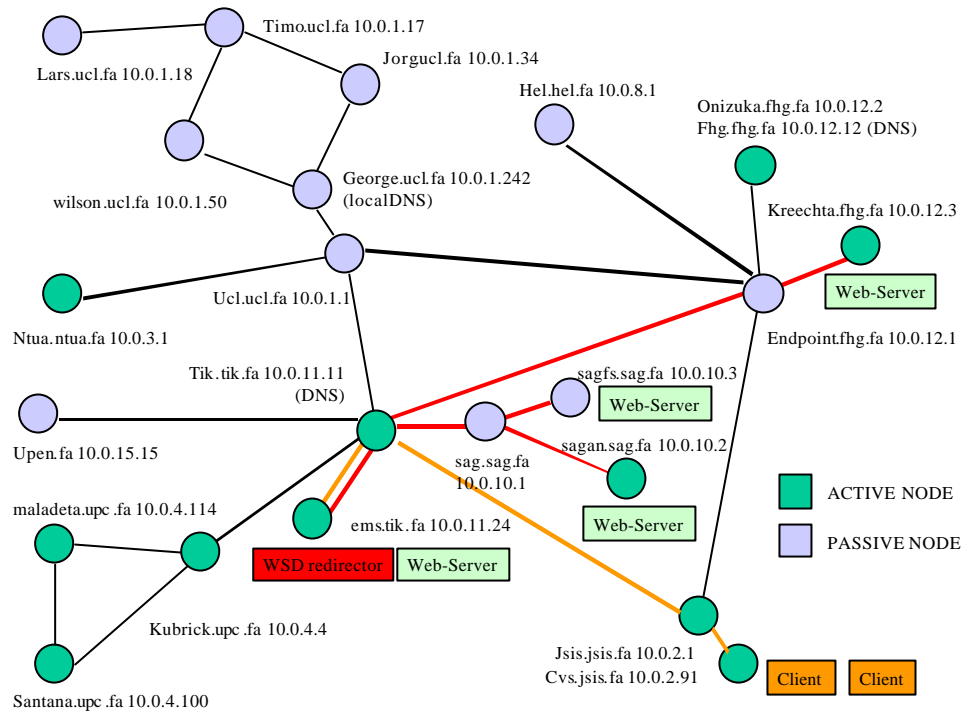 Timo.ucl.fa 10.0.1.17
Lars.ucl.fa 10.0.1.18
Jorgucl.fa 10.0.1.34
Hel.hel.fa 10.0.8.1
Onizuka.fhg.fa 10.0.12.2
Fhg.fhg.fa 10.0.12.12 (DNS)
wilson.ucl.fa 10.0.1.50
George.ucl.fa 10.0.1.242
(localDNS)
Kreechta.fhg.fa 10.0.12.3
Web-Server
Ucl.ucl.fa 10.0.1.1
Ntua.ntua.fa 10.0.3.1
Endpoint.fhg.fa 10.0.12.1
Tik.tik.fa 10.0.11.11
(DNS)
sagfs.sag.fa 10.0.10.3
Web-Server
Upen.fa 10.0.15.15
sag.sag.fa
10.0.10.1
sagan.sag.fa 10.0.10.2
Web-Server
maladeta.upc.fa 10.0.4.114
ems.tik.fa 10.0.11.24
WSD redirector
Web-Server
ACTIVE NODE
PASSIVE NODE
Kubrick.upc.fa 10.0.4.4
Santana.upc.fa 10.0.4.100
Jsis.jsis.fa 10.0.2.1
Cvs.jsis.fa 10.0.2.91
Client
Client